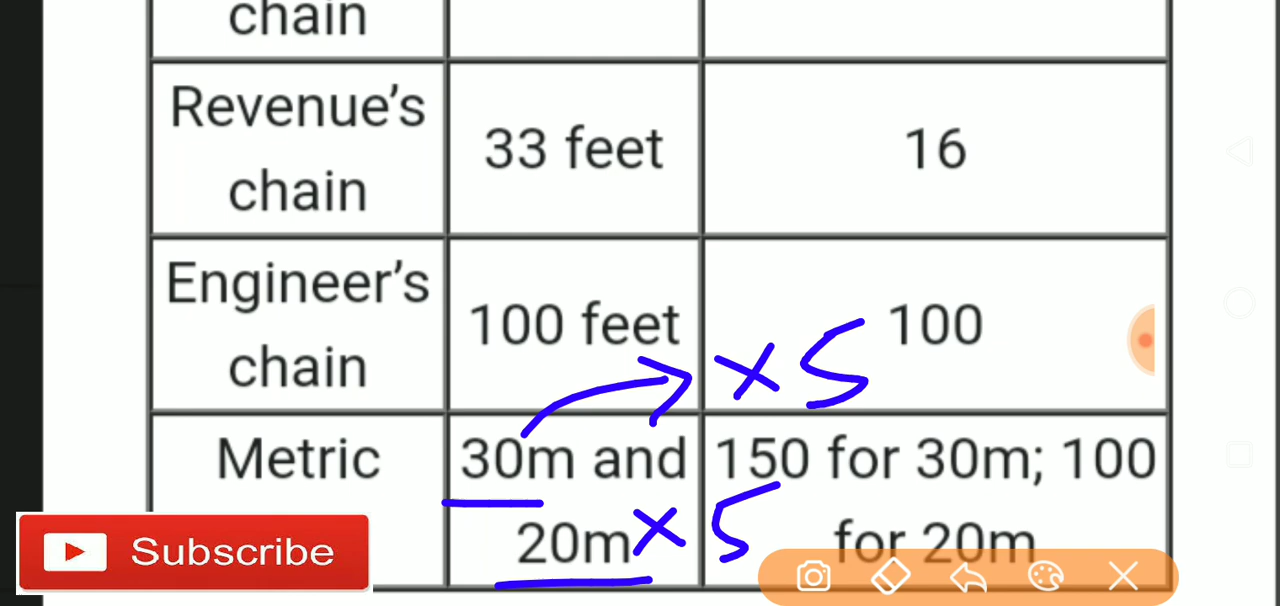 chain
Revenue’s
chain
33 feet
16
Engineer’s
chain
100 feet
100
× 5
Metric
30m and
20m × 5
150 for 30m; 100
for 20m
Subscribe